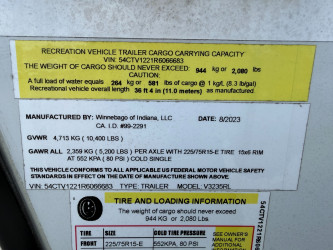 RECREATION VEHICLE TRAILER CARGO CARRYING CAPACITY
VIN: 54CTV1221R6066683
THE WEIGHT OF CARGO SHOULD NEVER EXCEED: 944 kg or 2,080 lbs
CAUTION:
A full load of water equals 264 kg or 581 lbs of cargo @ 1 kg/L (8.3 lb/gal)
Recreational vehicle overall length 36 ft 4 in (11.0 meters) as manufactured.
MANUFACTURED BY: Winnebago of Indiana, LLC DATE: 8/2023
CA. I.D. #99-2291
GVWR 4,713 KG (10,400 LBS)
GAWR ALL 2,359 KG (5,200 LBS) PER AXLE WITH 225/75R15-E TIRE 15x6 RIM
AT 552 KPA (80 PSI) COLD SINGLE
THIS VEHICLE CONFORMS TO ALL APPLICABLE US FEDERAL MOTOR VEHICLE SAFETY
STANDARDS IN EFFECT ON THE DATE OF MANUFACTURE SHOWN ABOVE.
VIN: 54CTV1221R6066683 TYPE: TRAILER MODEL: V3235RL
TIRE AND LOADING INFORMATION
The weight of cargo should never exceed
944 KG or 2,080 LBS
TIRE SIZE COLD TIRE PRESSURE SEE OWNER'S
MANUAL FOR
ADDITIONAL
FRONT 225/75R15-E 552KPA, 80 PSI
54CTV1221R6066683